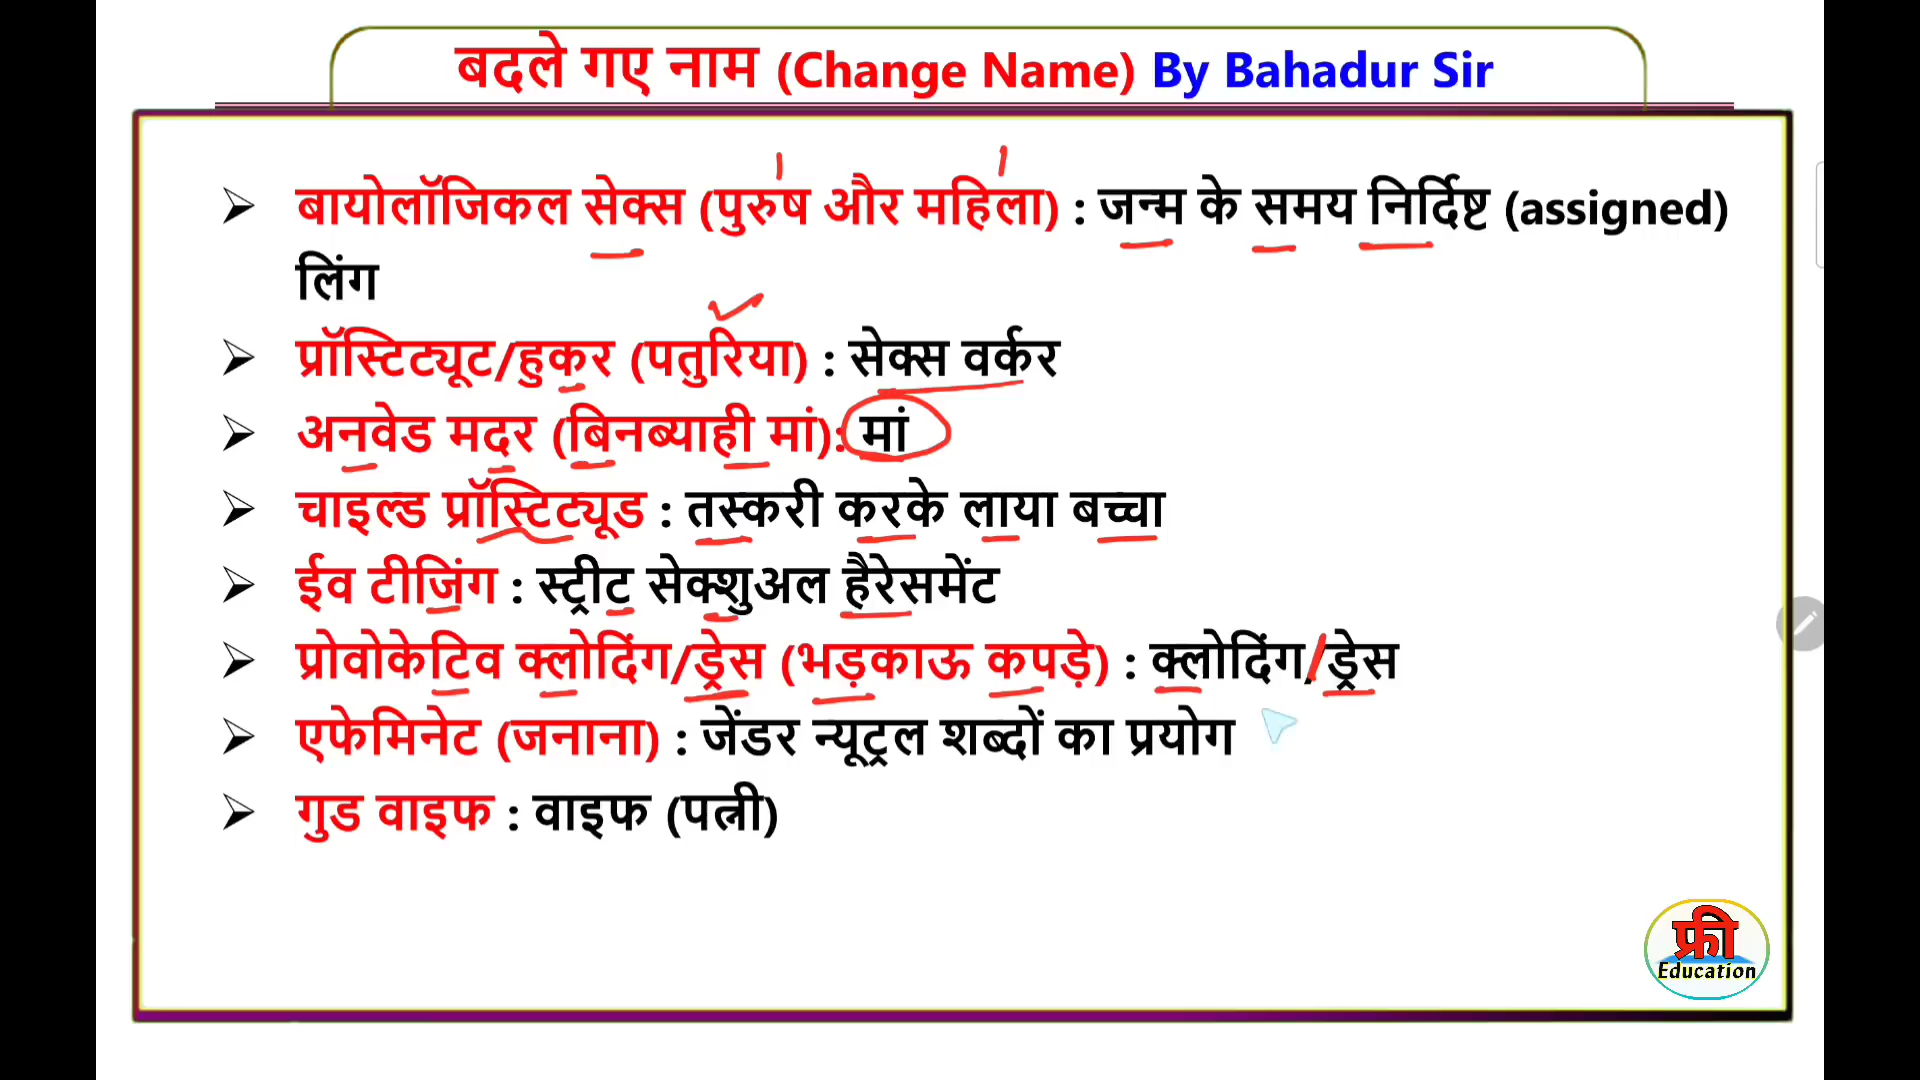 बदले गए नाम (Change Name) By Bahadur Sir
➢ बायोलॉजिकल सेक्स (पुरुष और महिला) : जन्म के समय निर्दिष्ट (assigned)
लिंग
➢ प्रॉस्टिट्यूट/हुकर (पतुरिया) : सेक्स वर्कर
➢ अनवेड मदर (बिनब्याही मां): मां
➢ चाइल्ड प्रॉस्टिट्यूड : तस्करी करके लाया बच्चा
➢ ईव टीजिंग : स्ट्रीट सेक्शुअल हैरेसमेंट
➢ प्रोवोकेटिव क्लोदिंग/ड्रेस (भड़काऊ कपड़े) : क्लोदिंग/ड्रेस
➢ एफेमिनेट (जनाना) : जेंडर न्यूट्रल शब्दों का प्रयोग
➢ गुड वाइफ : वाइफ (पत्नी)
फ्री
Education